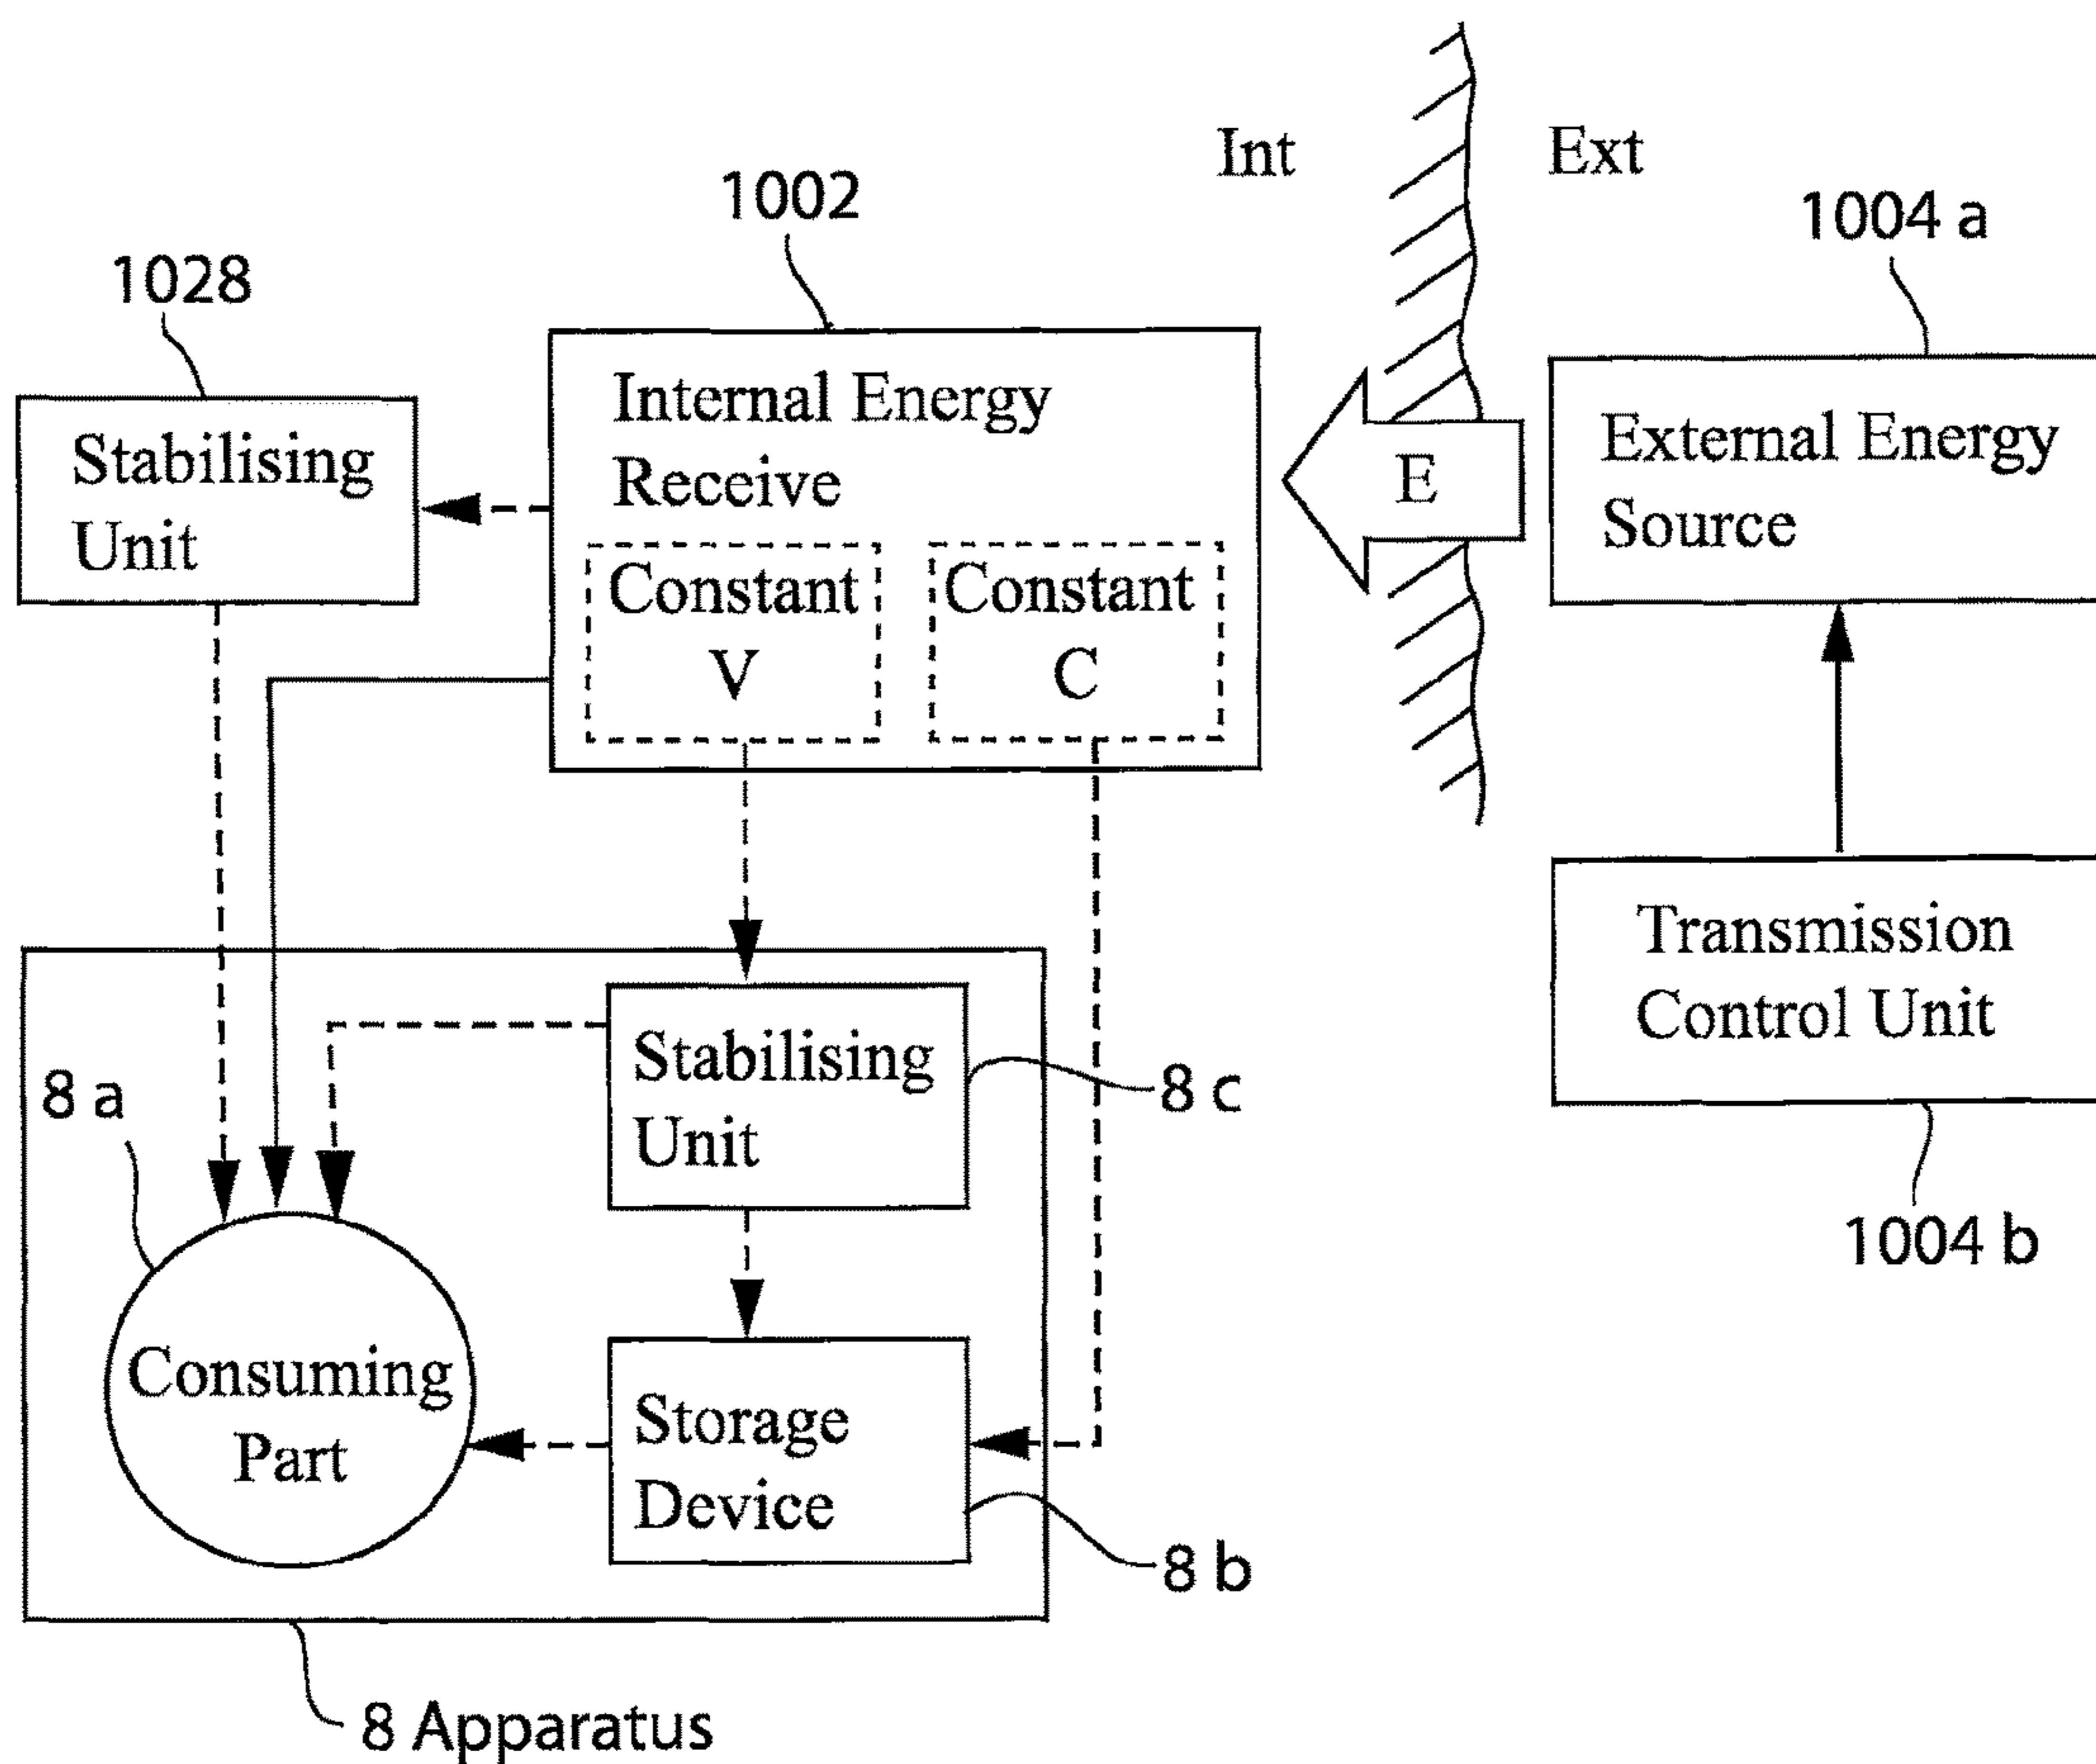 Int
Ext
1002
1004 a
1028
Internal Energy
Receive
External Energy
Source
Stabilising
Unit
E
Constant
V
Constant
C
Transmission
Control Unit
Stabilising
Unit
8 a
8 c
1004 b
Consuming
Part
Storage
Device
8 b
8 Apparatus